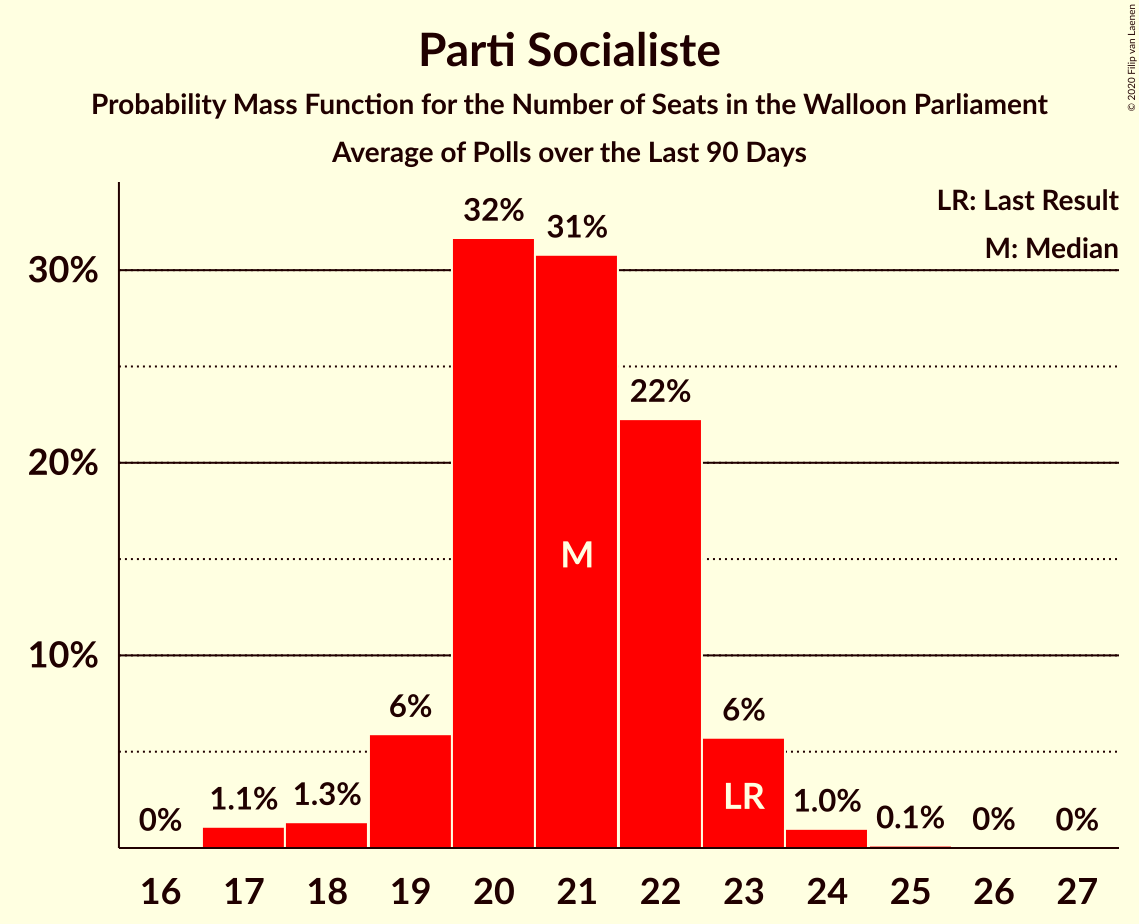 Parti Socialiste
Probability Mass Function for the Number of Seats in the Walloon Parliament
Average of Polls over the Last 90 Days
© 2020 Filip van Laenen
LR: Last Result
M: Median
30%
20%
10%
0%
1.1%
1.3%
6%
32%
31%
22%
6%
1.0%
0.1%
0%
0%
M
LR
16 17 18 19 20 21 22 23 24 25 26 27